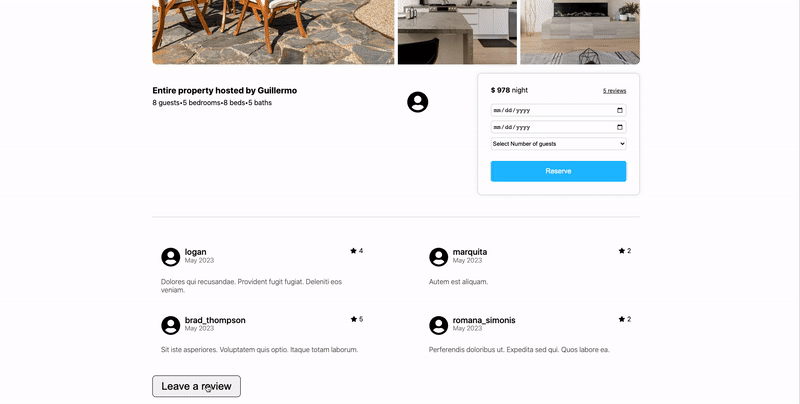 Entire property hosted by Guillermo
8 guests•5 bedrooms•8 beds•5 baths
$ 978 night
5 reviews
mm/dd/yyyy
mm/dd/yyyy
Select Number of guests
Reserve
logan
May 2023
4
Dolores qui recusandae. Provident fugit fugiat. Deleniti eos
veniam.
marquita
May 2023
2
Autem est aliquam.
brad_thompson
May 2023
5
Sit iste asperiores. Voluptatem quis optio. Itaque totam laborum.
romana_simonis
May 2023
2
Perferendis doloribus ut. Expedita sed qui. Quos labore ea.
Leave a review